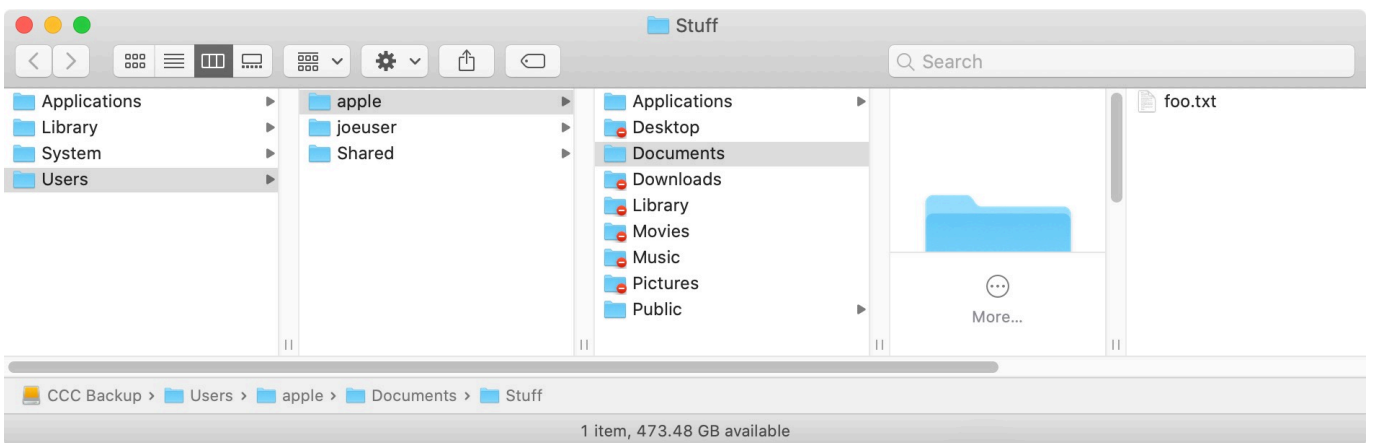 Stuff
Search
Applications
Library
System
Users
apple
joeuser
Shared
Applications
Desktop
Documents
Downloads
Library
Movies
Music
Pictures
Public
More...
foo.txt
CCC Backup › Users › apple › Documents › Stuff
1 item, 473.48 GB available